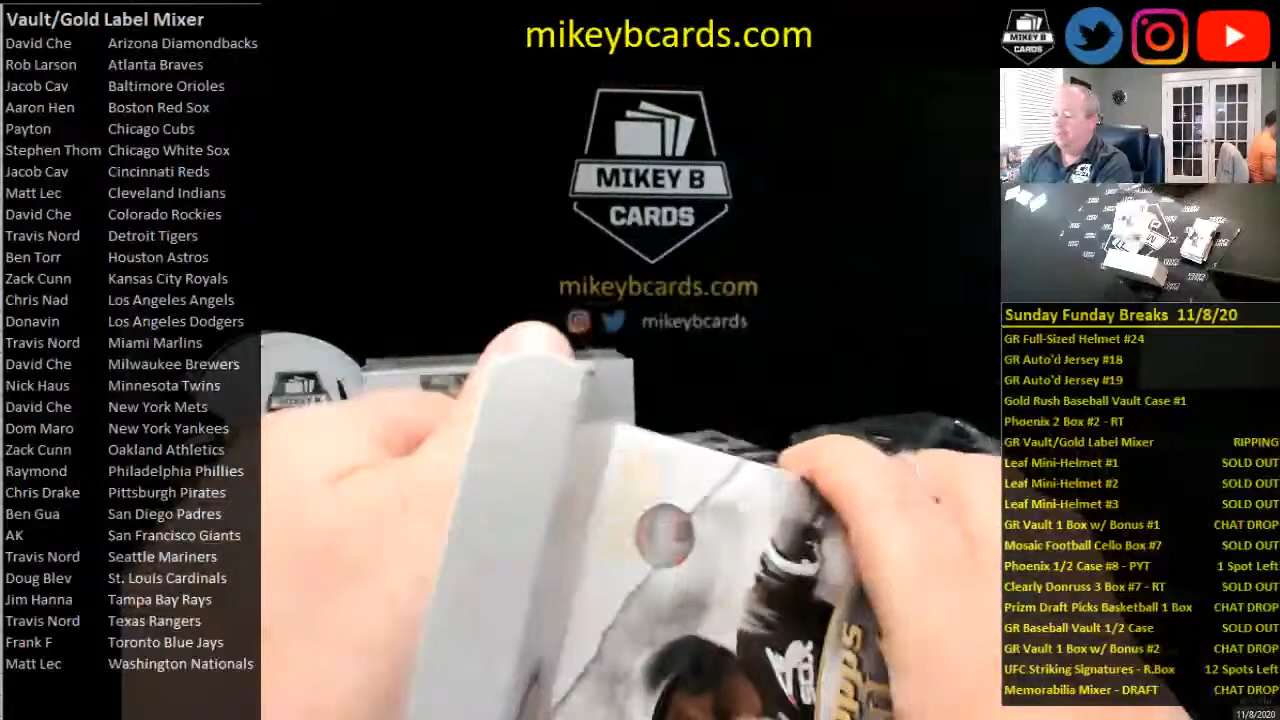 Vault/Gold Label Mixer
David Che Arizona Diamondbacks
Rob Larson Atlanta Braves
Jacob Cav Baltimore Orioles
Aaron Hen Boston Red Sox
Payton Chicago Cubs
Stephen Thom Chicago White Sox
Jacob Cav Cincinnati Reds
Matt Lec Cleveland Indians
David Che Colorado Rockies
Travis Nord Detroit Tigers
Ben Torr Houston Astros
Zack Cunn Kansas City Royals
Chris Nad Los Angeles Angels
Donavin Los Angeles Dodgers
Travis Nord Miami Marlins
David Che Milwaukee Brewers
Nick Haus Minnesota Twins
David Che New York Mets
Dom Maro New York Yankees
Zack Cunn Oakland Athletics
Raymond Philadelphia Phillies
Chris Drake Pittsburgh Pirates
Ben Gua San Diego Padres
AK San Francisco Giants
Travis Nord Seattle Mariners
Doug Blev St. Louis Cardinals
Jim Hanna Tampa Bay Rays
Travis Nord Texas Rangers
Frank F Toronto Blue Jays
Matt Lec Washington Nationals
mikeybcards.com
MIKEY B
CARDS
mikeybcards.com
mikeybcards
SOX
Topps
MIKEY B
CARDS
Sunday Funday Breaks 11/8/20
GR Full-Sized Helmet #24
GR Auto'd Jersey #18
GR Auto'd Jersey #19
Gold Rush Baseball Vault Case #1
Phoenix 2 Box #2 - RT
GR Vault/Gold Label Mixer RIPPING
Leaf Mini-Helmet #1 SOLD OUT
Leaf Mini-Helmet #2 SOLD OUT
Leaf Mini-Helmet #3 SOLD OUT
GR Vault 1 Box w/ Bonus #1 CHAT DROP
Mosaic Football Cello Box #7 SOLD OUT
Phoenix 1/2 Case #8 - PYT 1 Spot Left
Clearly Donruss 3 Box #7 - RT SOLD OUT
Prizm Draft Picks Basketball 1 Box CHAT DROP
GR Baseball Vault 1/2 Case SOLD OUT
GR Vault 1 Box w/ Bonus #2 CHAT DROP
UFC Striking Signatures - R.Box 12 Spots Left
Memorabilia Mixer - DRAFT CHAT DROP
11/8/2020